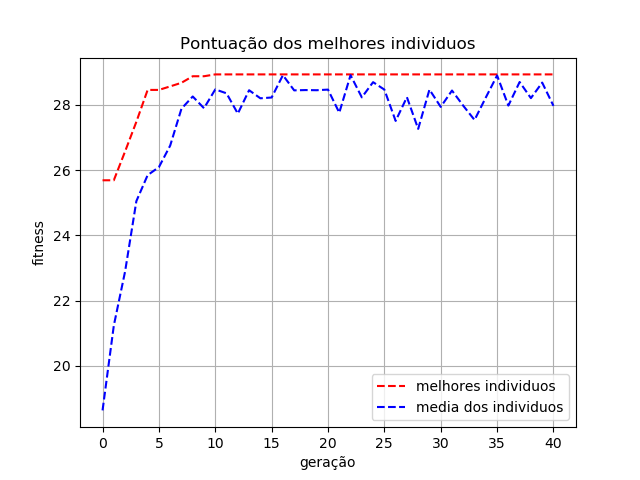 Pontuação dos melhores individuos
fitness
28
26
24
22
20
0 5 10 15 20 25 30 35 40
geração
melhores individuos
media dos individuos